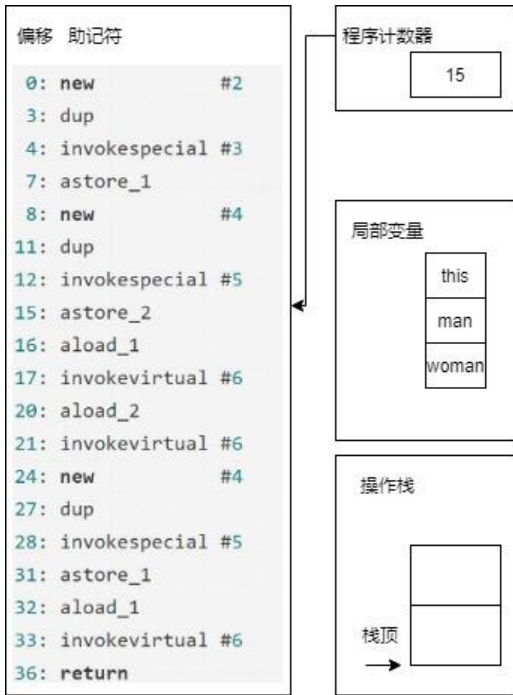 偏移 助记符
0: new #2
3: dup
4: invokespecial #3
7: astore_1
8: new #4
11: dup
12: invokespecial #5
15: astore_2
16: aload_1
17: invokevirtual #6
20: aload_2
21: invokevirtual #6
24: new #4
27: dup
28: invokespecial #5
31: astore_1
32: aload_1
33: invokevirtual #6
36: return
程序计数器
15
局部变量
this
man
woman
操作栈
栈顶